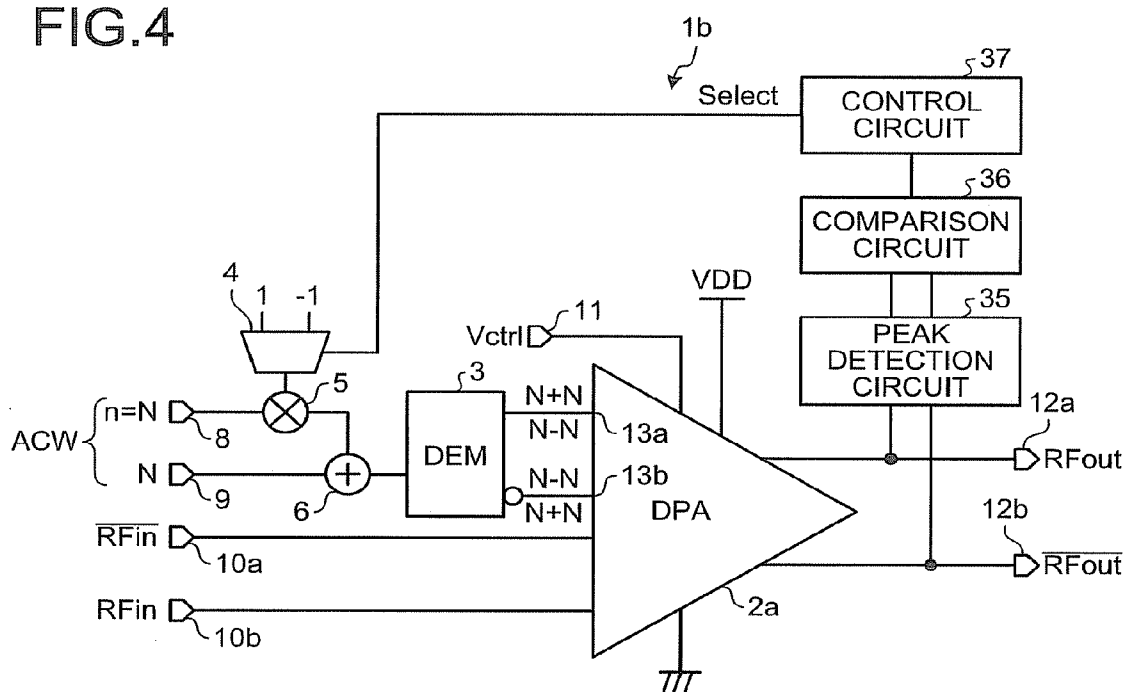 FIG.4
1b
37
Select
CONTROL
CIRCUIT
36
COMPARISON
CIRCUIT
4
1
-1
VDD
35
Vctrl
11
PEAK
DETECTION
CIRCUIT
5
3
n=N
8
N+N
N-N
13a
12a
RFout
ACW
DEM
N
9
6
N-N
N+N
13b
DPA
12b
RFin
10a
RFout
2a
RFin
10b